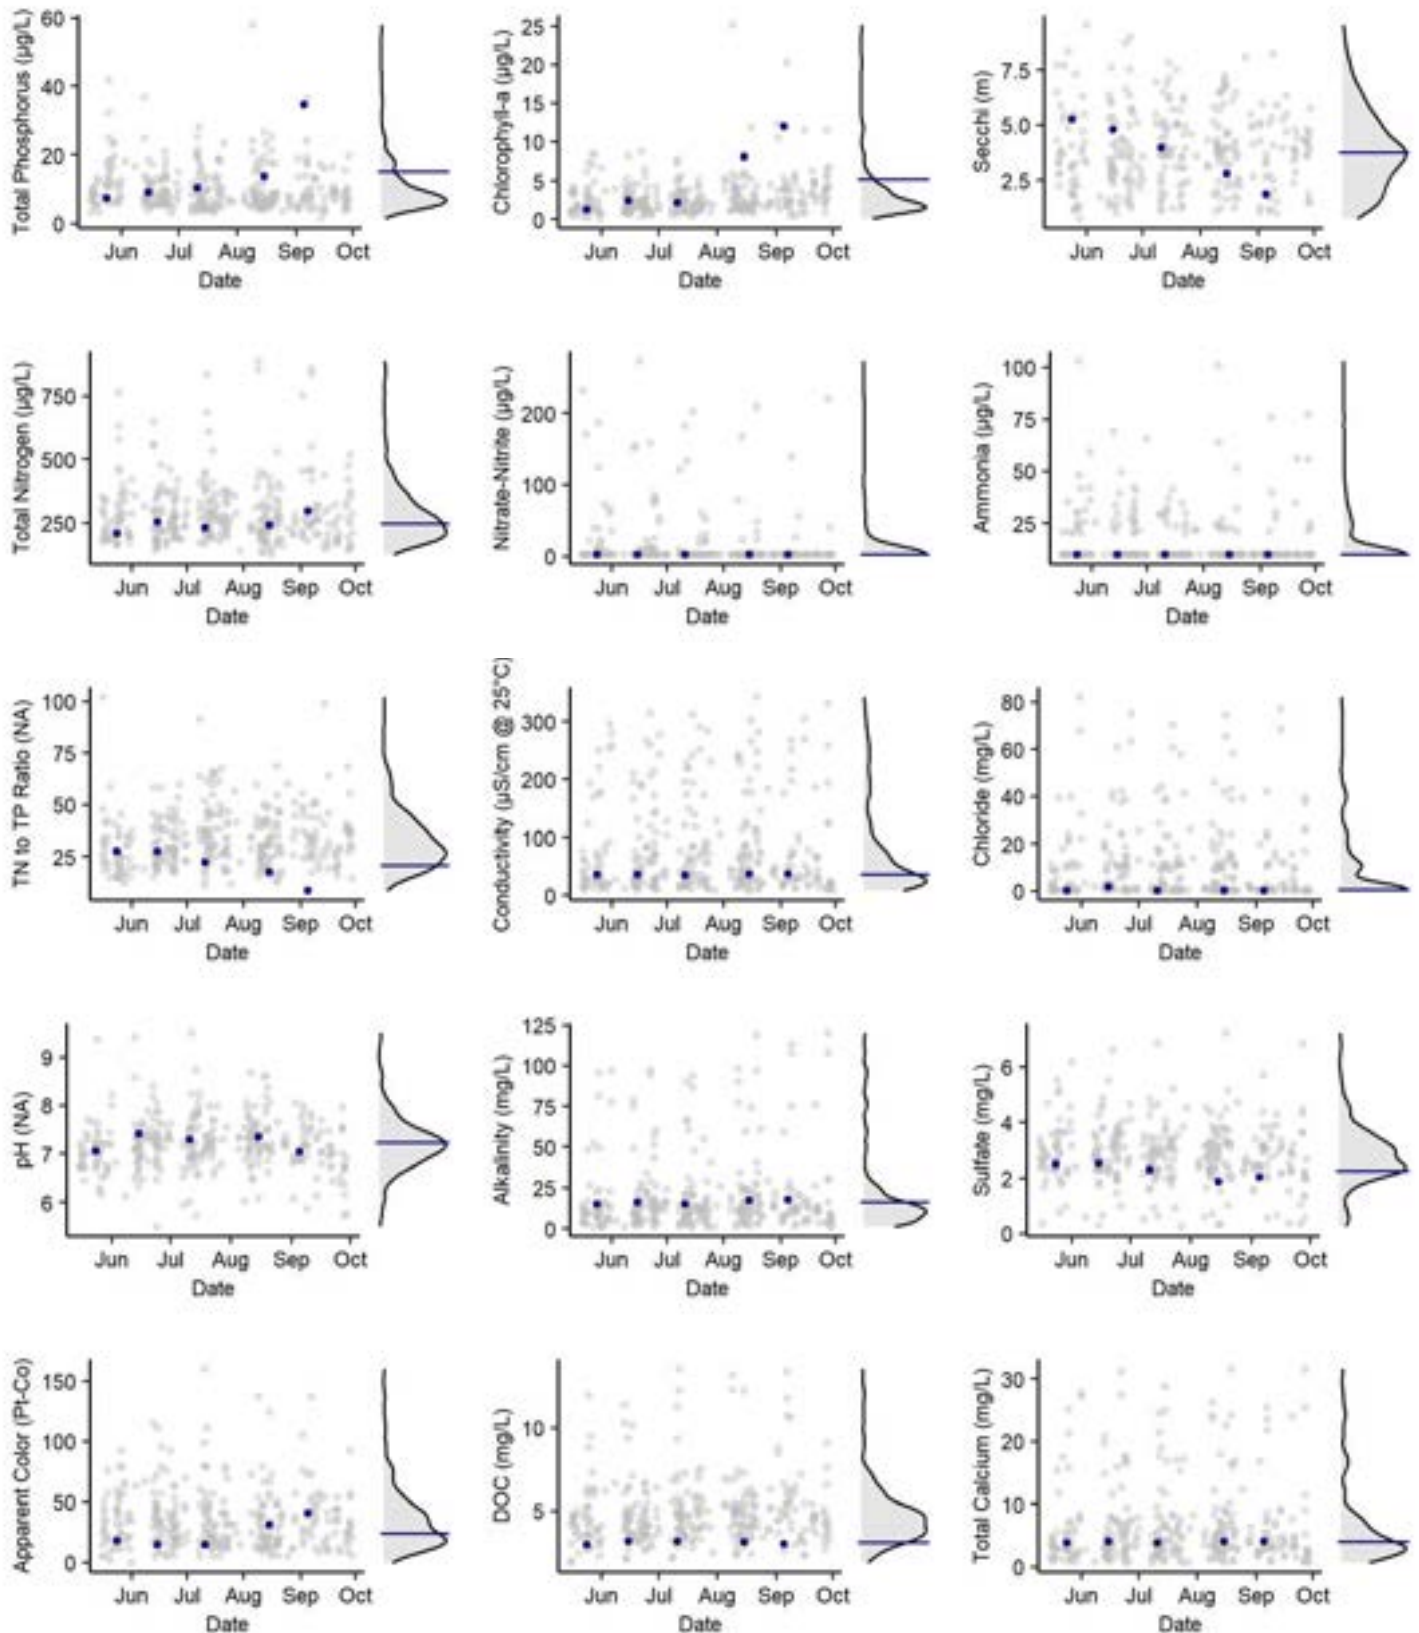 Total Phosphorus (µg/L)
60
40
20
0
Jun Jul Aug Sep Oct
Date
Chlorophyll-a (µg/L)
25
20
15
10
5
0
Jun Jul Aug Sep Oct
Date
Secchi (m)
7.5
5.0
2.5
Jun Jul Aug Sep Oct
Date
Total Nitrogen (µg/L)
750
500
250
Jun Jul Aug Sep Oct
Date
Nitrate-Nitrite (µg/L)
200
100
0
Jun Jul Aug Sep Oct
Date
Ammonia (µg/L)
100
75
50
25
Jun Jul Aug Sep Oct
Date
TN to TP Ratio (NA)
100
75
50
25
Jun Jul Aug Sep Oct
Date
Conductivity (µS/cm @ 25°C)
300
200
100
0
Jun Jul Aug Sep Oct
Date
Chloride (mg/L)
80
60
40
20
0
Jun Jul Aug Sep Oct
Date
pH (NA)
9
8
7
6
Jun Jul Aug Sep Oct
Date
Alkalinity (mg/L)
125
100
75
50
25
0
Jun Jul Aug Sep Oct
Date
Sulfate (mg/L)
6
4
2
0
Jun Jul Aug Sep Oct
Date
Apparent Color (Pt-Co)
150
100
50
0
Jun Jul Aug Sep Oct
Date
DOC (mg/L)
10
5
Jun Jul Aug Sep Oct
Date
Total Calcium (mg/L)
30
20
10
0
Jun Jul Aug Sep Oct
Date